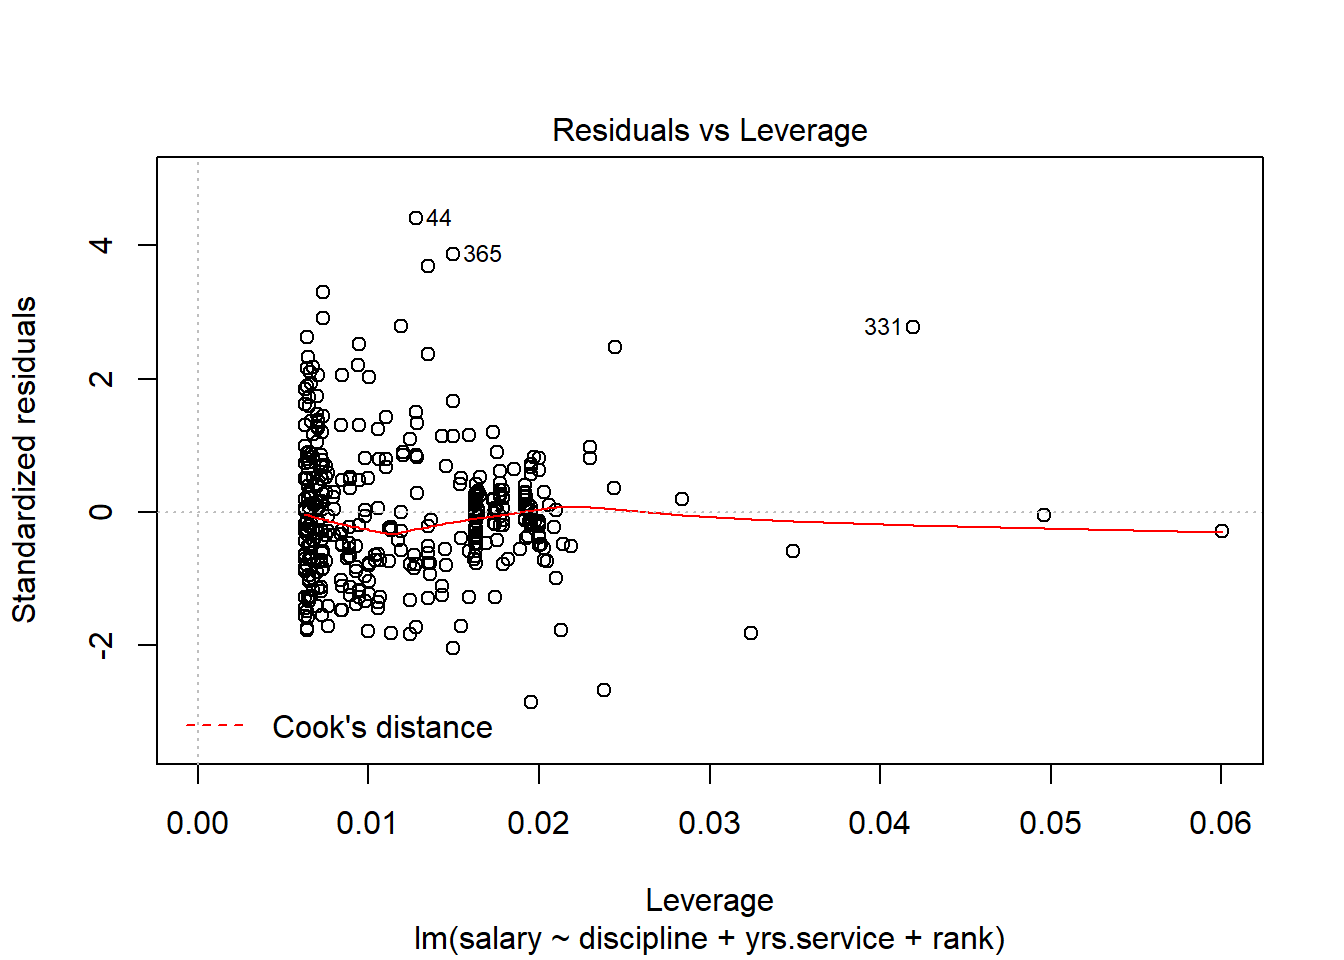 Residuals vs Leverage
Standardized residuals
4
2
0
-2
44
365
331
Cook's distance
0.00 0.01 0.02 0.03 0.04 0.05 0.06
Leverage
lm(salary ~ discipline + yrs.service + rank)